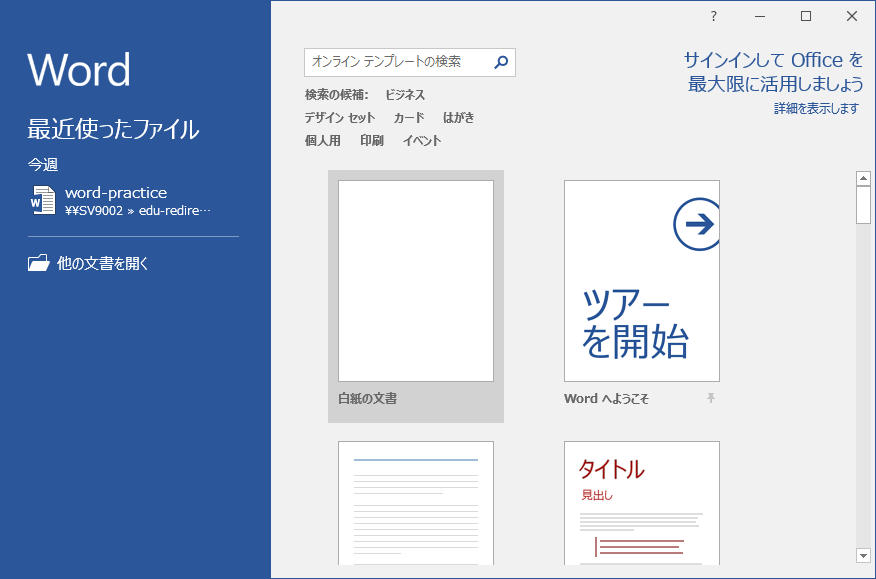 Word
最近使ったファイル
今週
word-practice
¥¥SV9002 » edu-redire…
他の文書を開く
?
オンライン テンプレートの検索
検索の候補: ビジネス
デザイン セット カード はがき
個人用 印刷 イベント
サインインして Office を
最大限に活用しましょう
詳細を表示します
白紙の文書
ツアー
を開始
Word へようこそ
タイトル
見出し